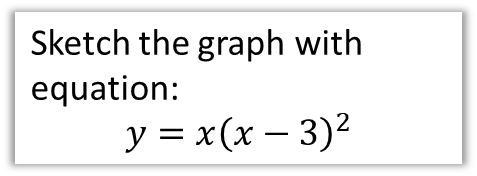 Sketch the graph with
equation:
y = x(x − 3)²